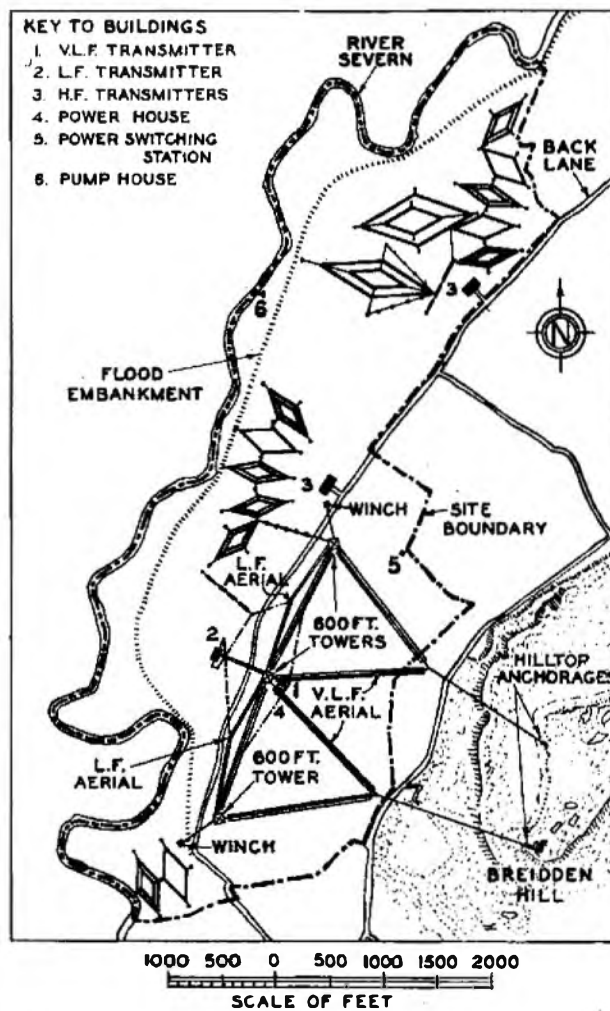 KEY TO BUILDINGS
1. V.L.F. TRANSMITTER
2. L.F. TRANSMITTER
3. H.F. TRANSMITTERS
4. POWER HOUSE
5. POWER SWITCHING
STATION
6. PUMP HOUSE
RIVER
SEVERN
BACK
LANE
3
6
N
FLOOD
EMBANKMENT
3
WINCH
SITE
BOUNDARY
5
L.F.
AERIAL
600 FT.
TOWERS
2
HILLTOP
ANCHORAGES
1
4
V.L.F.
AERIAL
L.F.
AERIAL
600 FT.
TOWER
WINCH
BREIDDEN
HILL
1000 500 0 500 1000 1500 2000
SCALE OF FEET